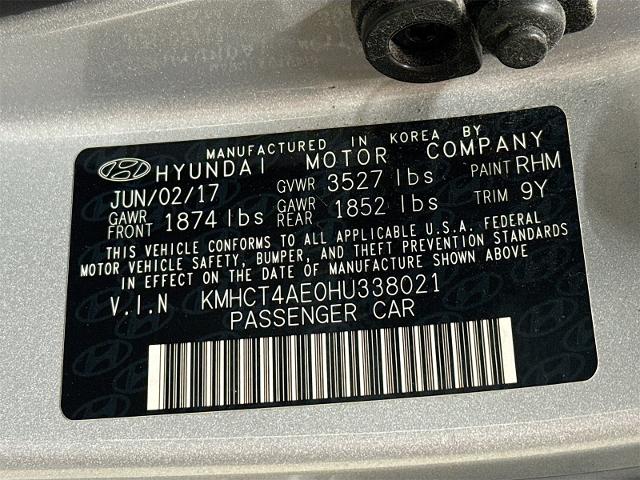 MANUFACTURED IN KOREA BY
HYUNDAI MOTOR COMPANY
JUN/02/17 GVWR 3527 lbs PAINT RHM
GAWR FRONT 1874 lbs GAWR REAR 1852 lbs TRIM 9Y
THIS VEHICLE CONFORMS TO ALL APPLICABLE U.S.A. FEDERAL
MOTOR VEHICLE SAFETY, BUMPER, AND THEFT PREVENTION STANDARDS
IN EFFECT ON THE DATE OF MANUFACTURE SHOWN ABOVE
V.I.N KMHCT4AE0HU338021
PASSENGER CAR